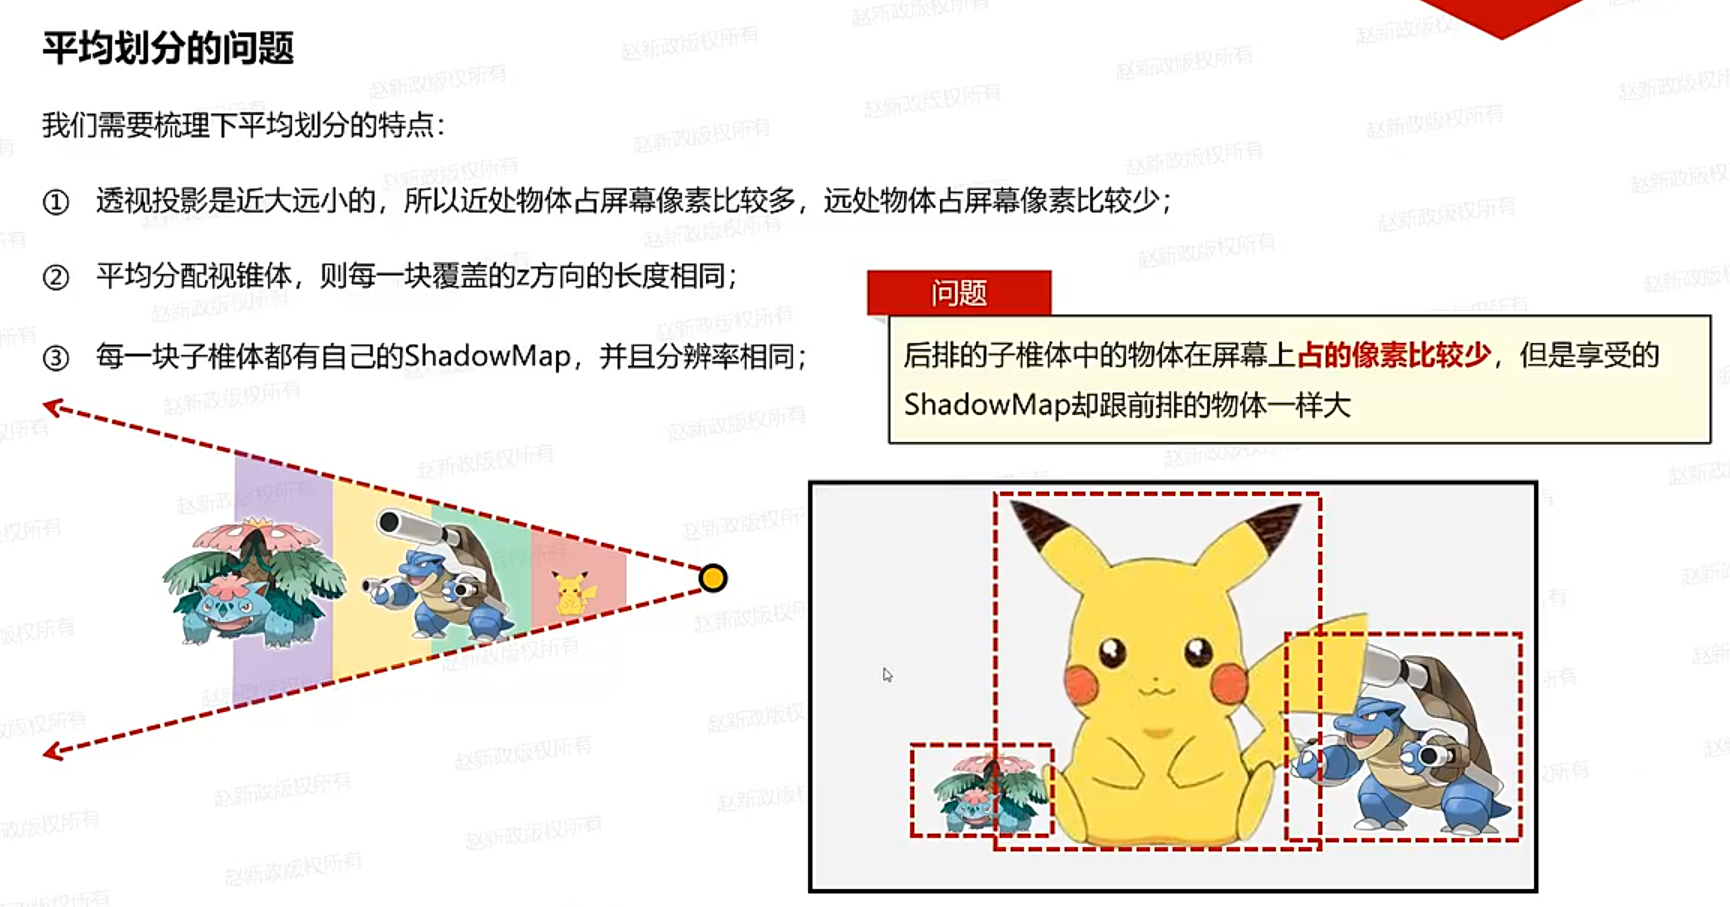 平均划分的问题
我们需要梳理下平均划分的特点：
① 透视投影是近大远小的，所以近处物体占屏幕像素比较多，远处物体占屏幕像素比较少；
② 平均分配视锥体，则每一块覆盖的z方向的长度相同；
③ 每一块子椎体都有自己的ShadowMap，并且分辨率相同；
问题
后排的子椎体中的物体在屏幕上占的像素比较少，但是享受的
ShadowMap却跟前排的物体一样大
赵新政版权所有